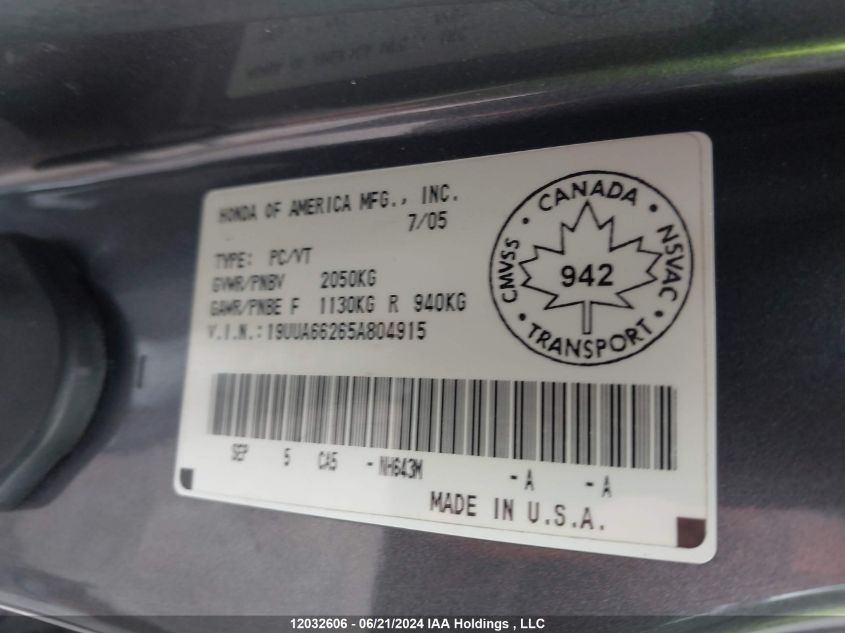 HONDA OF AMERICA MFG., INC.
7/05
TYPE: PC/VT
GVWR/PNBV 2050KG
GAWR/PNBE F 1130KG R 940KG
V.I.N.:19UUA66265A804915
CANADA
CMVSS
942
NSVAC
TRANSPORT
SEP 5 CA5 -NH643M -A -A
MADE IN U.S.A.
12032606 - 06/21/2024 IAA Holdings , LLC